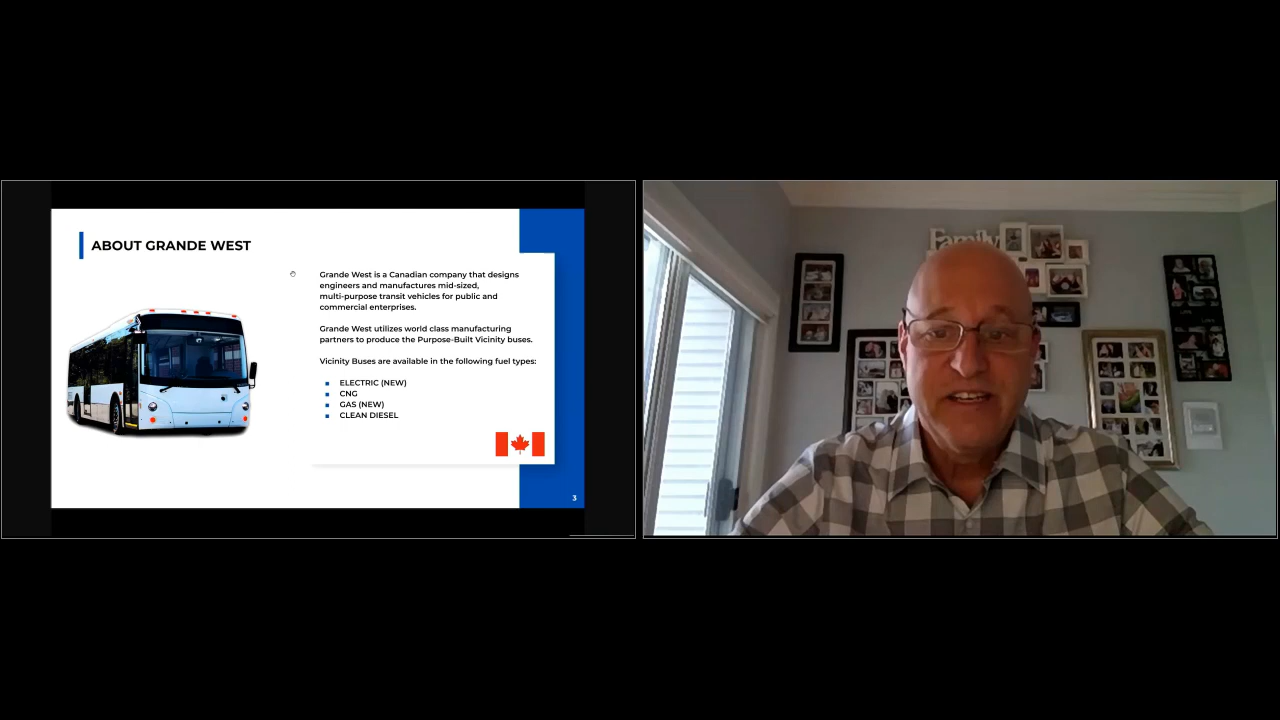 ABOUT GRANDE WEST
Grande West is a Canadian company that designs
engineers and manufactures mid-sized,
multi-purpose transit vehicles for public and
commercial enterprises.
Grande West utilizes world class manufacturing
partners to produce the Purpose-Built Vicinity buses.
Vicinity Buses are available in the following fuel types:
ELECTRIC (NEW)
CNG
GAS (NEW)
CLEAN DIESEL
3
Family